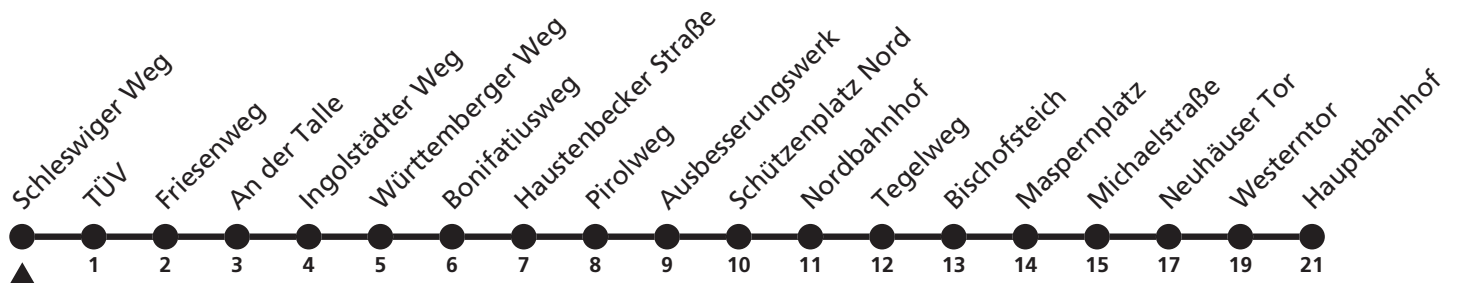 Schleswiger Weg
TÜV
Friesenweg
An der Talle
Ingolstädter Weg
Württemberger Weg
Bonifatiusweg
Haustenbecker Straße
Pirolweg
Ausbesserungswerk
Schützenplatz Nord
Nordbahnhof
Tegelweg
Bischofsteich
Maspernplatz
Michaelstraße
Neuhäuser Tor
Westerntor
Hauptbahnhof
1 2 3 4 5 6 7 8 9 10 11 12 13 14 15 17 19 21